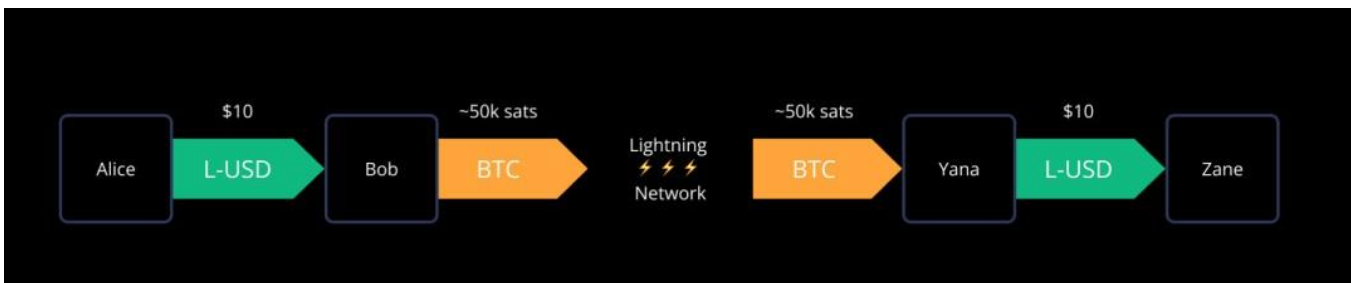 $10
~50k sats
~50k sats
$10
Alice
L-USD
Bob
BTC
Lightning
⚡⚡⚡
Network
BTC
Yana
L-USD
Zane